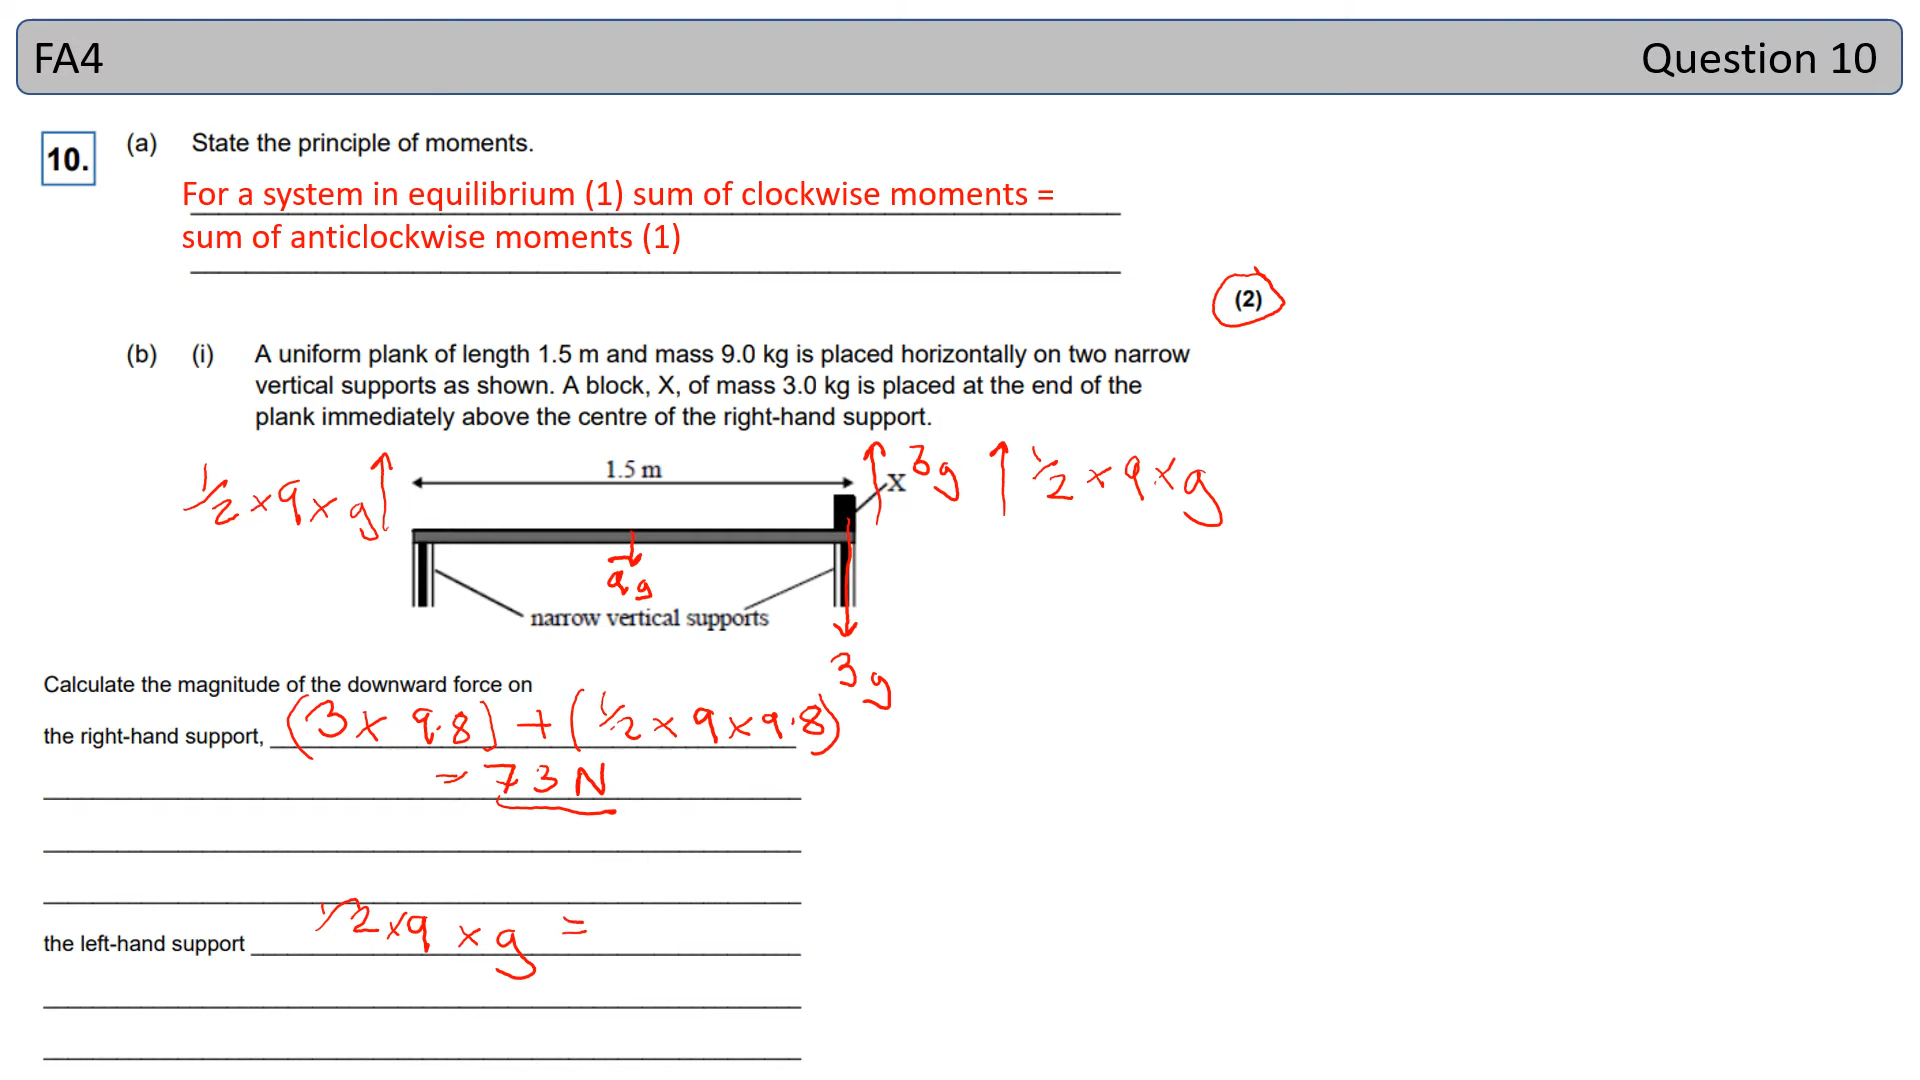 FA4 Question 10
10. (a) State the principle of moments.
For a system in equilibrium (1) sum of clockwise moments =
sum of anticlockwise moments (1)
(2)
(b) (i) A uniform plank of length 1.5 m and mass 9.0 kg is placed horizontally on two narrow
vertical supports as shown. A block, X, of mass 3.0 kg is placed at the end of the
plank immediately above the centre of the right-hand support.
1/2 × 9 × g
1.5 m
X
3g
1/2 × 9 × g
9g
narrow vertical supports
3g
Calculate the magnitude of the downward force on
the right-hand support, (3 × 9.8) + (1/2 × 9 × 9.8)
= 73 N
the left-hand support 1/2 × 9 × g =